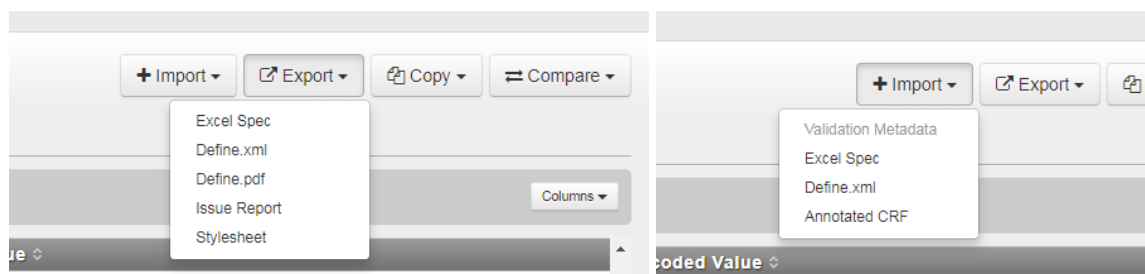 Import Export Copy Compare
Excel Spec
Define.xml
Define.pdf
Issue Report
Stylesheet
Columns
ue
Import Export
Validation Metadata
Excel Spec
Define.xml
Annotated CRF
coded Value